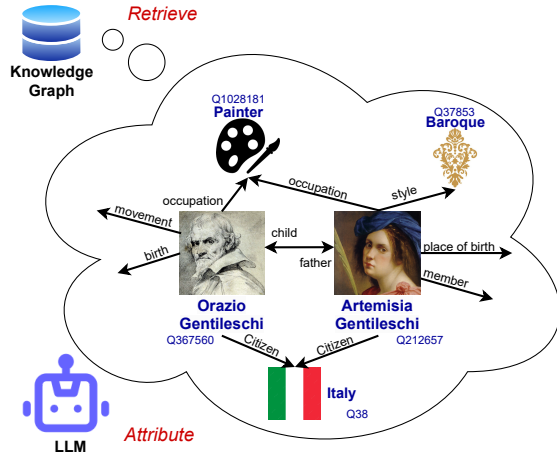 Retrieve
Knowledge
Graph
Q1028181
Painter
Q37853
Baroque
occupation
occupation
style
movement
birth
child
father
place of birth
member
Orazio
Gentileschi
Q367560
Artemisia
Gentileschi
Q212657
Citizen
Citizen
Italy
Q38
LLM
Attribute